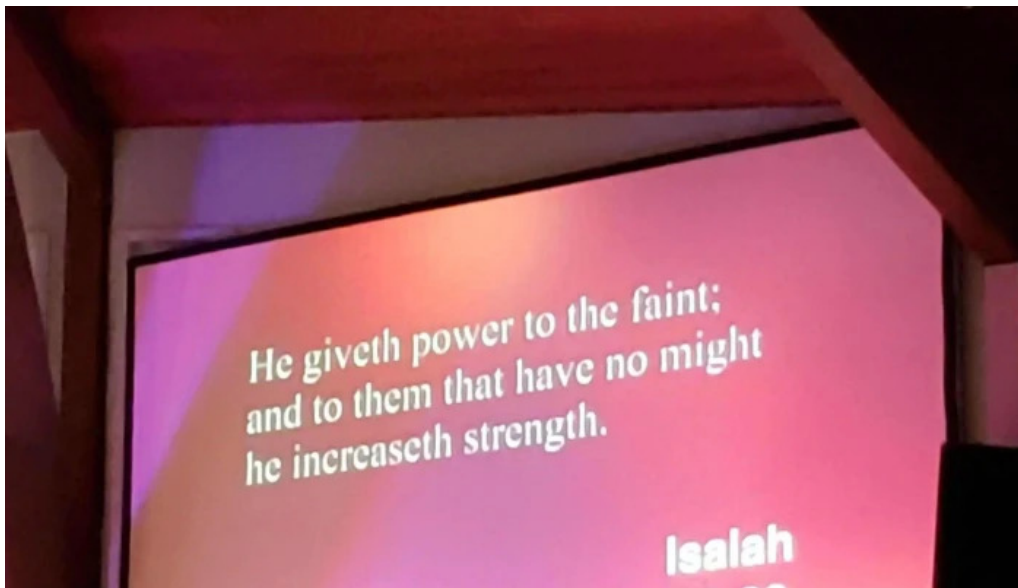 He giveth power to the faint;
and to them that have no might
he increaseth strength.
Isaiah